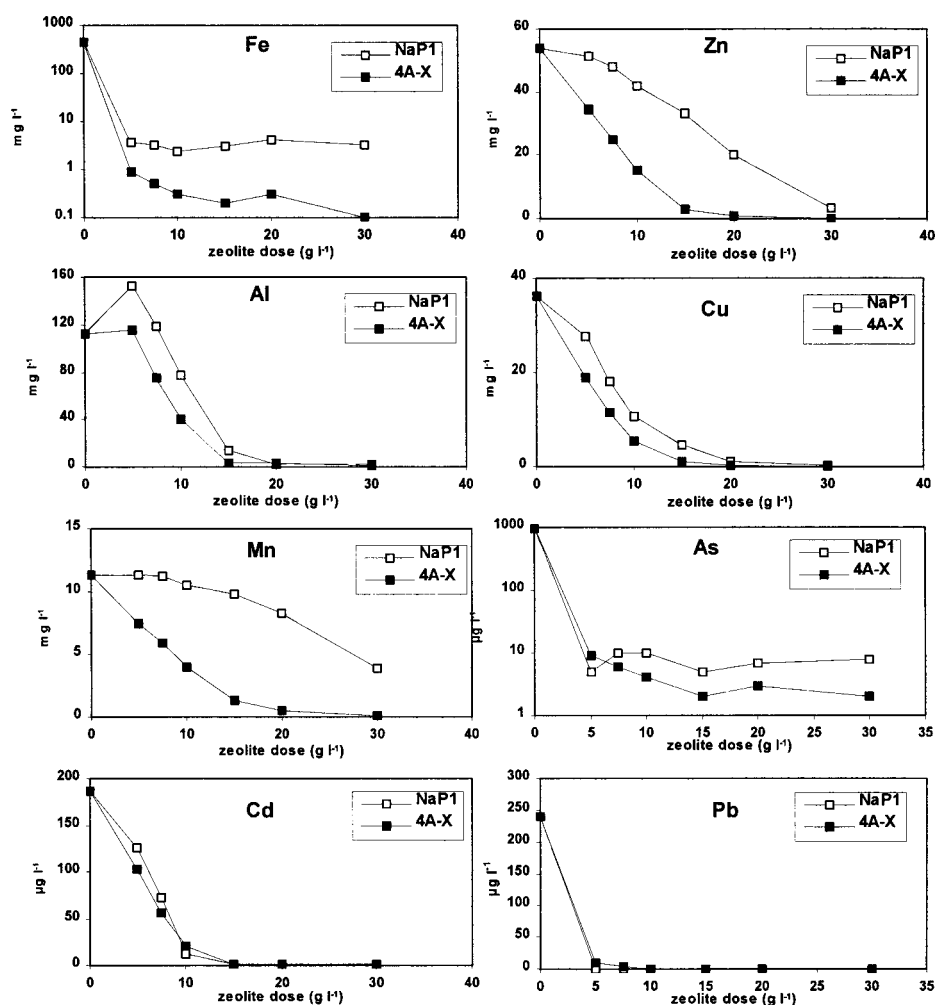 Fe
NaP1
4A-X
1000
100
10
1
0.1
mg l-1
0
10
20
30
40
zeolite dose (g l-1)
Zn
NaP1
4A-X
60
40
20
0
mg l-1
0
10
20
30
40
zeolite dose (g l-1)
Al
NaP1
4A-X
160
120
80
40
0
mg l-1
0
10
20
30
40
zeolite dose (g l-1)
Cu
NaP1
4A-X
40
20
0
mg l-1
0
10
20
30
40
zeolite dose (g l-1)
Mn
NaP1
4A-X
15
10
5
0
mg l-1
0
10
20
30
40
zeolite dose (g l-1)
As
NaP1
4A-X
1000
100
10
1
µg l-1
0
5
10
15
20
25
30
35
zeolite dose (g l-1)
Cd
NaP1
4A-X
200
150
100
50
0
µg l-1
0
10
20
30
40
zeolite dose (g l-1)
Pb
NaP1
4A-X
300
250
200
150
100
50
0
µg l-1
0
5
10
15
20
25
30
35
zeolite dose (g l-1)